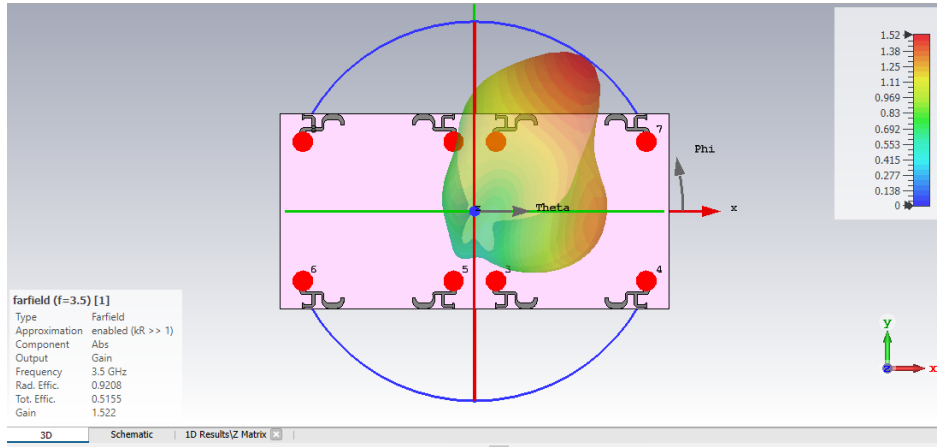 1.52
1.38
1.25
1.11
0.969
0.83
0.692
0.553
0.415
0.277
0.138
0
8
7
Phi
z
Theta
x
6
5
3
4
farfield (f=3.5) [1]
Type Farfield
Approximation enabled (kR >> 1)
Component Abs
Output Gain
Frequency 3.5 GHz
Rad. Effic. 0.9208
Tot. Effic. 0.5155
Gain 1.522
y
z
x
3D Schematic 1D Results\Z Matrix